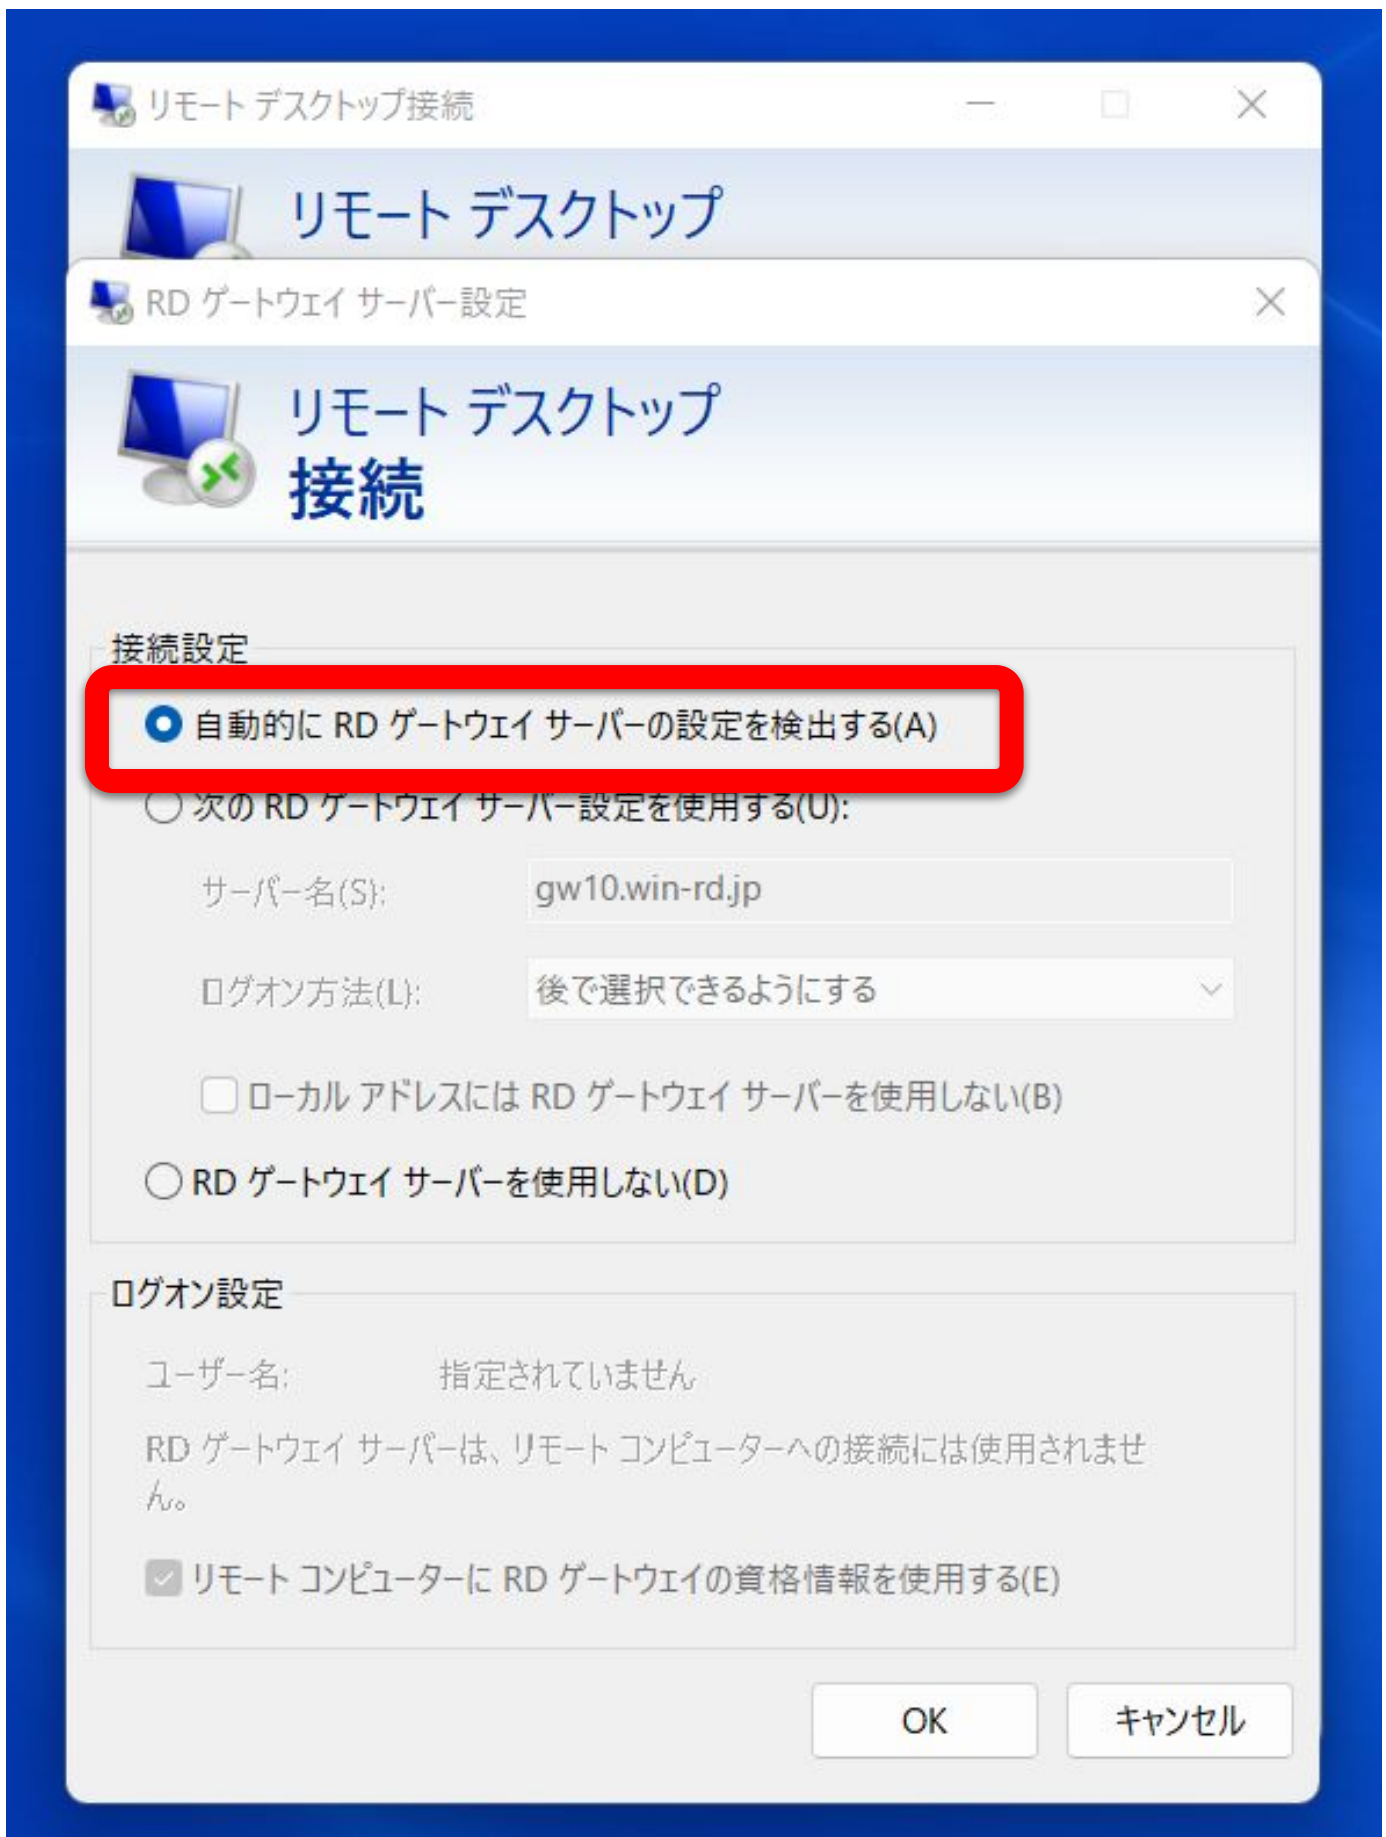 リモート デスクトップ接続
リモート デスクトップ
RD ゲートウェイ サーバー設定
リモート デスクトップ
接続
接続設定
自動的に RD ゲートウェイ サーバーの設定を検出する(A)
次の RD ゲートウェイ サーバー設定を使用する(U):
サーバー名(S): gw10.win-rd.jp
ログオン方法(L): 後で選択できるようにする
ローカル アドレスには RD ゲートウェイ サーバーを使用しない(B)
RD ゲートウェイ サーバーを使用しない(D)
ログオン設定
ユーザー名: 指定されていません
RD ゲートウェイ サーバーは、リモート コンピューターへの接続には使用されませ
ん。
リモート コンピューターに RD ゲートウェイの資格情報を使用する(E)
OK キャンセル